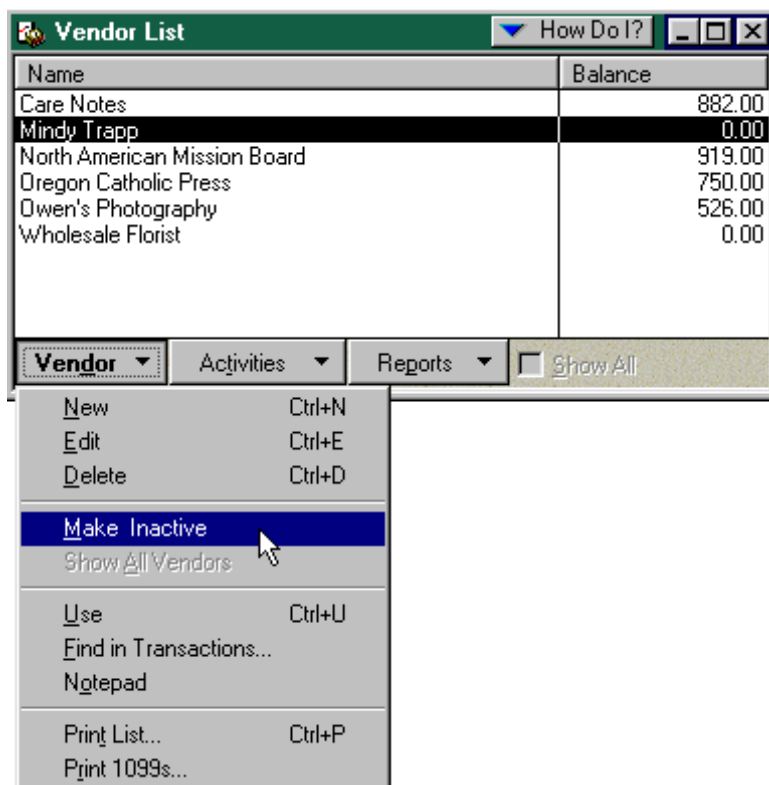 Vendor List How Do I?
Name Balance
Care Notes 882.00
Mindy Trapp 0.00
North American Mission Board 919.00
Oregon Catholic Press 750.00
Owen's Photography 526.00
Wholesale Florist 0.00
Vendor Activities Reports Show All
New Ctrl+N
Edit Ctrl+E
Delete Ctrl+D
Make Inactive
Show All Vendors
Use Ctrl+U
Find in Transactions...
Notepad
Print List... Ctrl+P
Print 1099s...